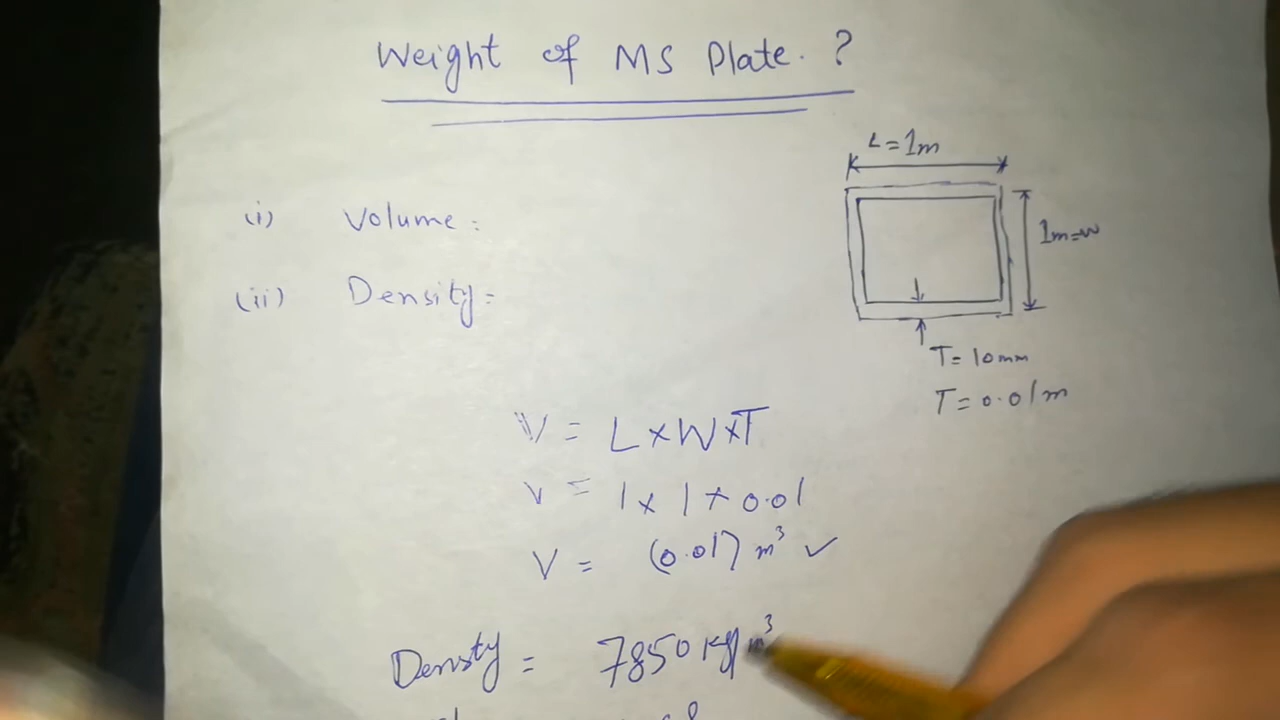 Weight of MS Plate. ?
L=1m
(i) Volume:
1m=W
(ii) Density=
T=10mm
T=0.01m
V = L×W×T
V = 1×1×0.01
V = (0.01) m³ ✓
Densty = 7850 Kg/m³